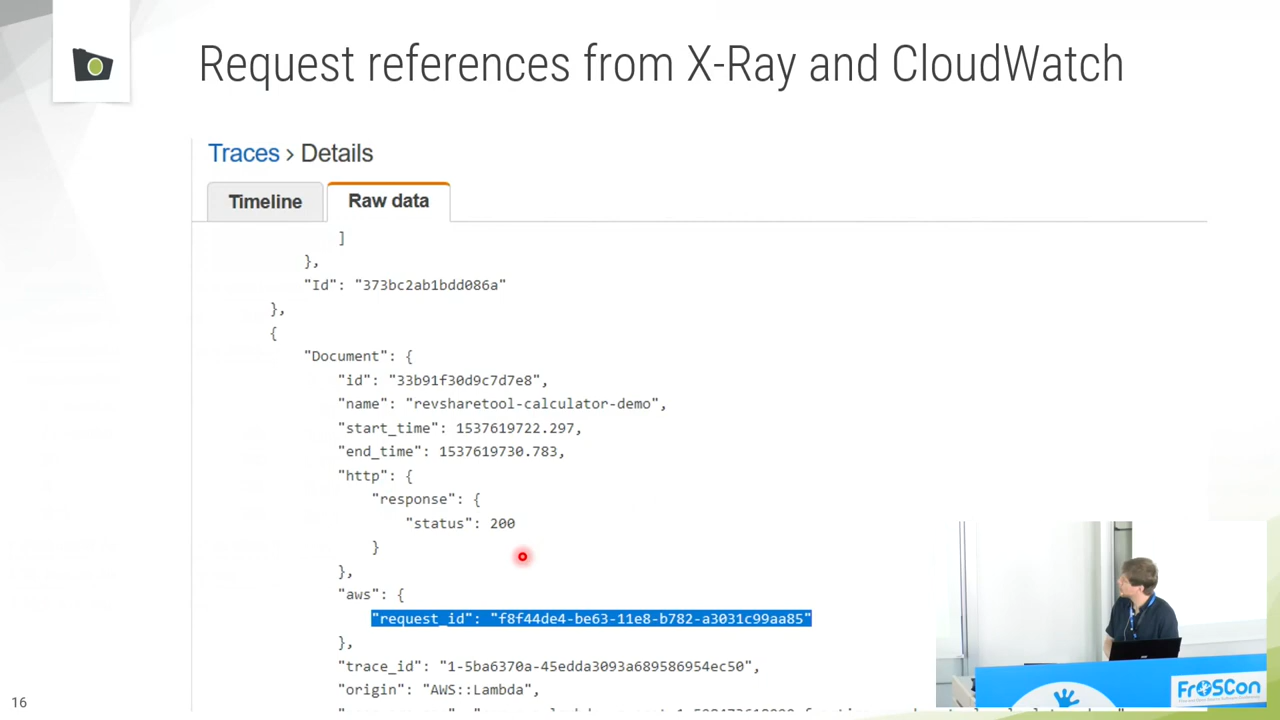 Request references from X-Ray and CloudWatch
Traces › Details
Timeline
Raw data
]
},
"Id": "373bc2ab1bdd086a"
},
{
"Document": {
"id": "33b91f30d9c7d7e8",
"name": "revsharetool-calculator-demo",
"start_time": 1537619722.297,
"end_time": 1537619730.783,
"http": {
"response": {
"status": 200
}
},
"aws": {
"request_id": "f8f44de4-be63-11e8-b782-a3031c99aa85"
},
"trace_id": "1-5ba6370a-45edda3093a689586954ec50",
"origin": "AWS::Lambda",
16
FrOSCon